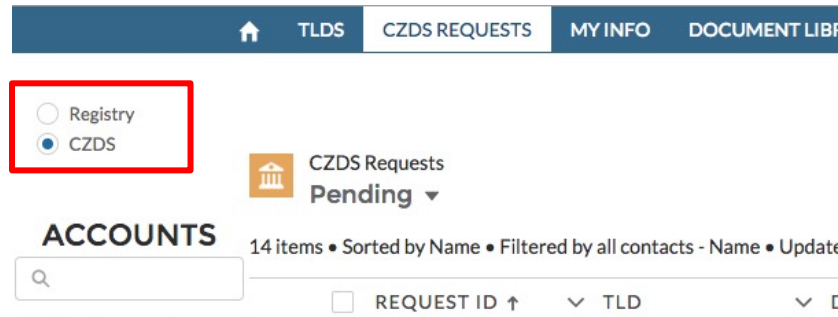 TLDS CZDS REQUESTS MY INFO DOCUMENT
Registry
CZDS
CZDS Requests
Pending
ACCOUNTS
14 items • Sorted by Name • Filtered by all contacts - Name •
REQUEST ID ↑ TLD